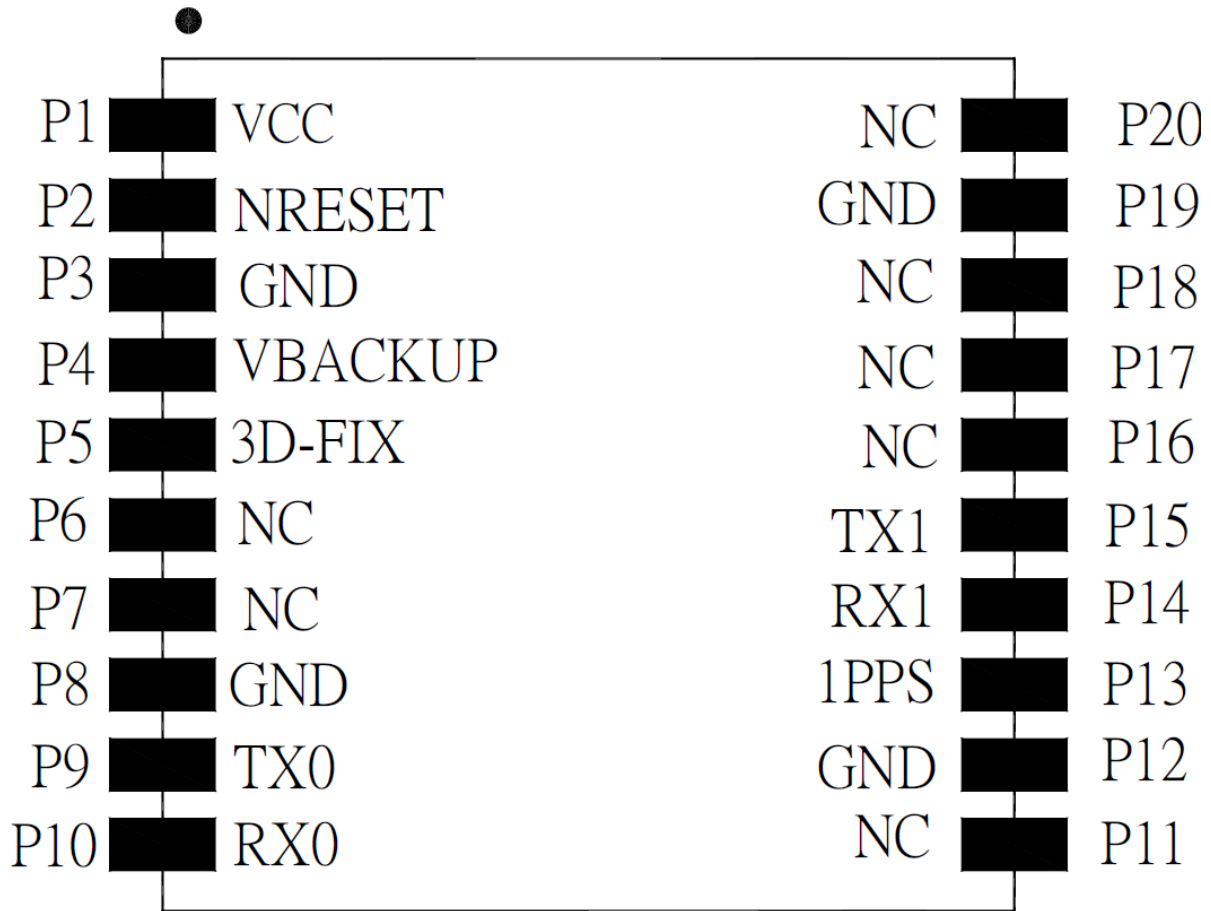 P1 VCC NC P20
P2 NRESET GND P19
P3 GND NC P18
P4 VBACKUP NC P17
P5 3D-FIX NC P16
P6 NC TX1 P15
P7 NC RX1 P14
P8 GND 1PPS P13
P9 TX0 GND P12
P10 RX0 NC P11